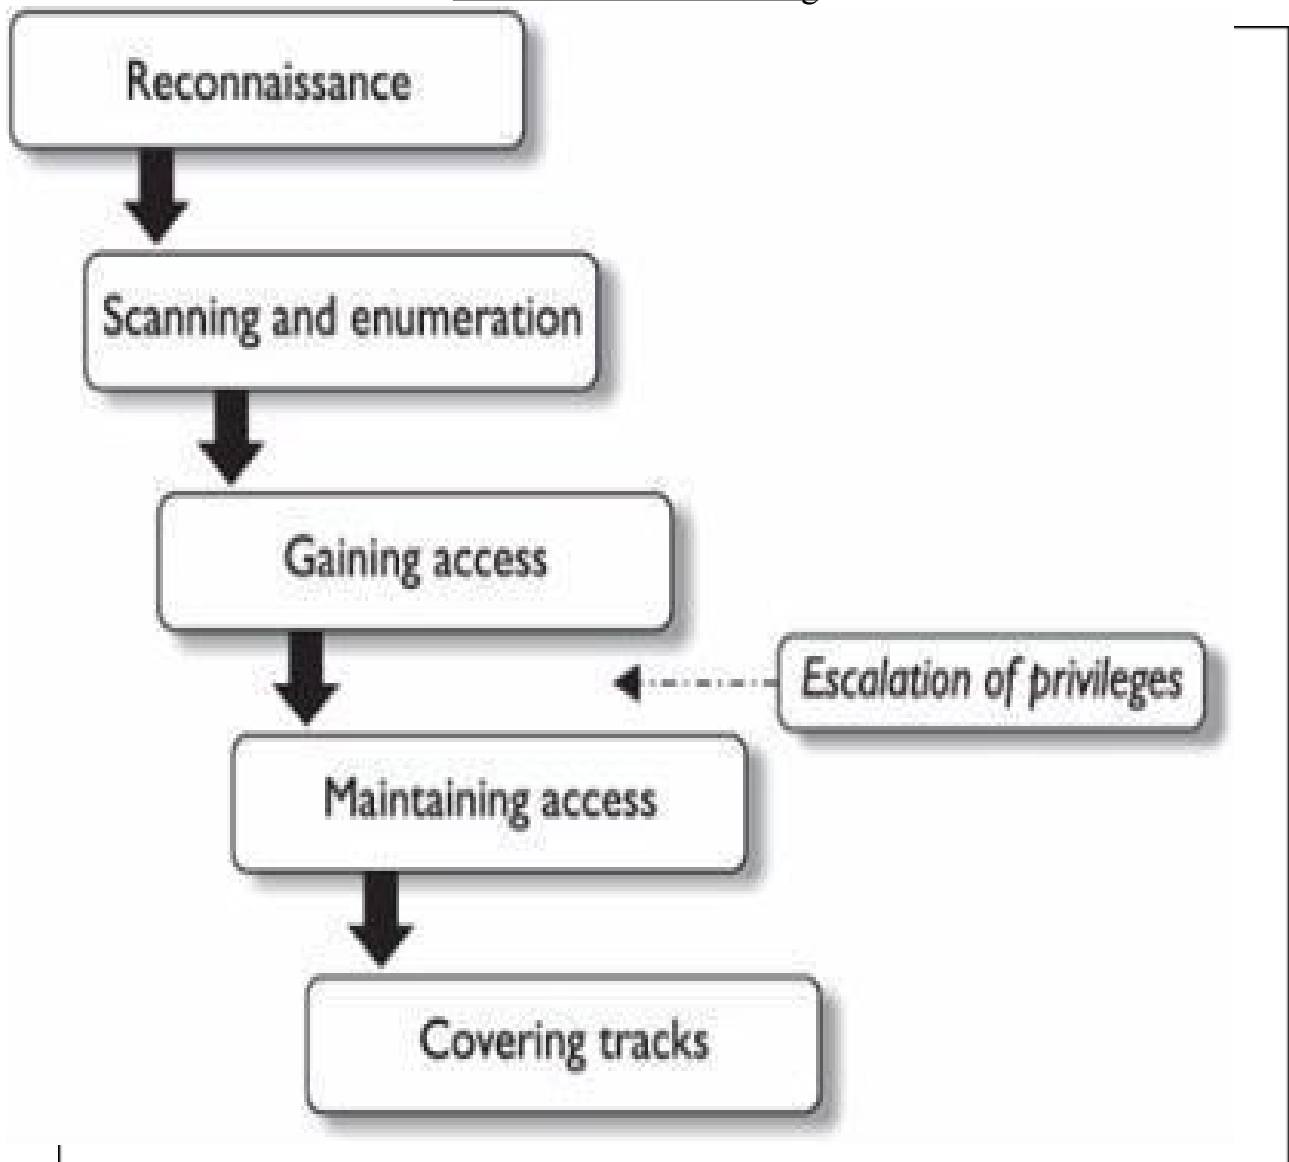 Reconnaissance
Scanning and enumeration
Gaining access
Escalation of privileges
Maintaining access
Covering tracks